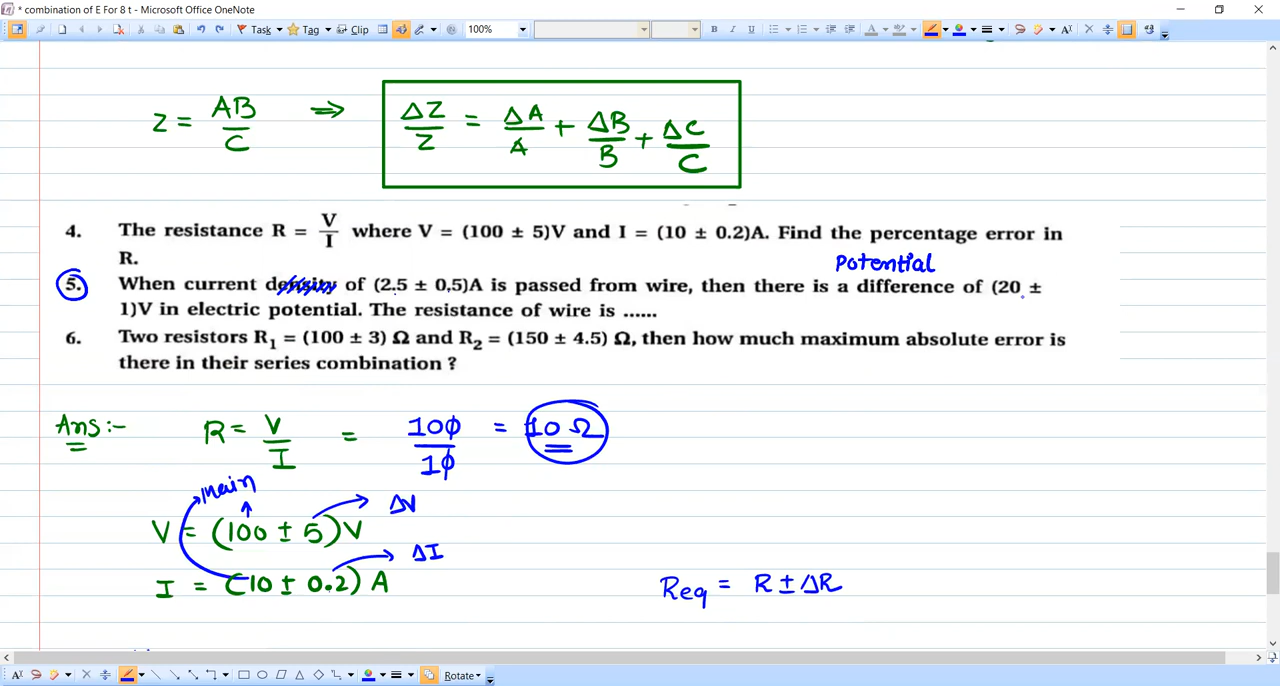 * combination of E For 8 t - Microsoft Office OneNote
Task Tag Clip 100% B I U
Z = AB/C ⇒ ΔZ/Z = ΔA/A + ΔB/B + ΔC/C
4. The resistance R = V/I where V = (100 ± 5)V and I = (10 ± 0.2)A. Find the percentage error in
R.
Potential
5. When current density of (2.5 ± 0.5)A is passed from wire, then there is a difference of (20 ±
1)V in electric potential. The resistance of wire is ......
6. Two resistors R₁ = (100 ± 3) Ω and R₂ = (150 ± 4.5) Ω, then how much maximum absolute error is
there in their series combination ?
Ans:- R = V/I = 100/10 = 10 Ω
Main
ΔV
V = (100 ± 5)V
ΔI
I = (10 ± 0.2) A
Req = R ± ΔR
Rotate